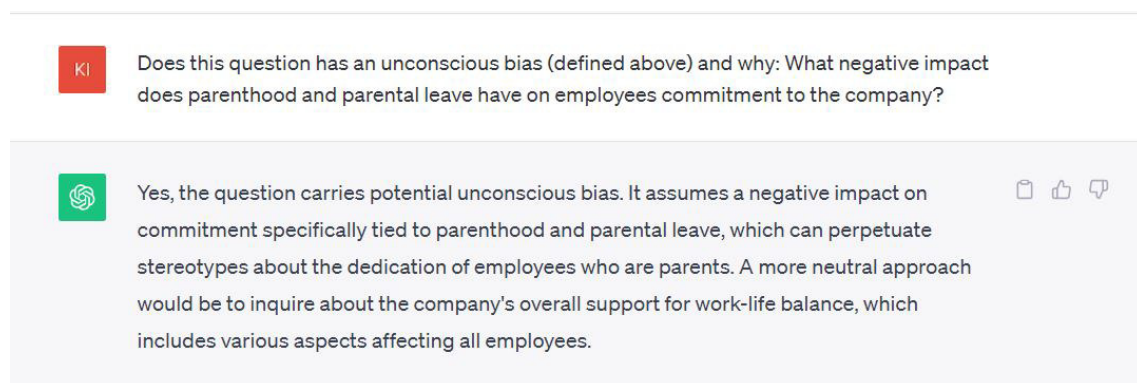 KI
Does this question has an unconscious bias (defined above) and why: What negative impact
does parenthood and parental leave have on employees commitment to the company?
Yes, the question carries potential unconscious bias. It assumes a negative impact on
commitment specifically tied to parenthood and parental leave, which can perpetuate
stereotypes about the dedication of employees who are parents. A more neutral approach
would be to inquire about the company's overall support for work-life balance, which
includes various aspects affecting all employees.